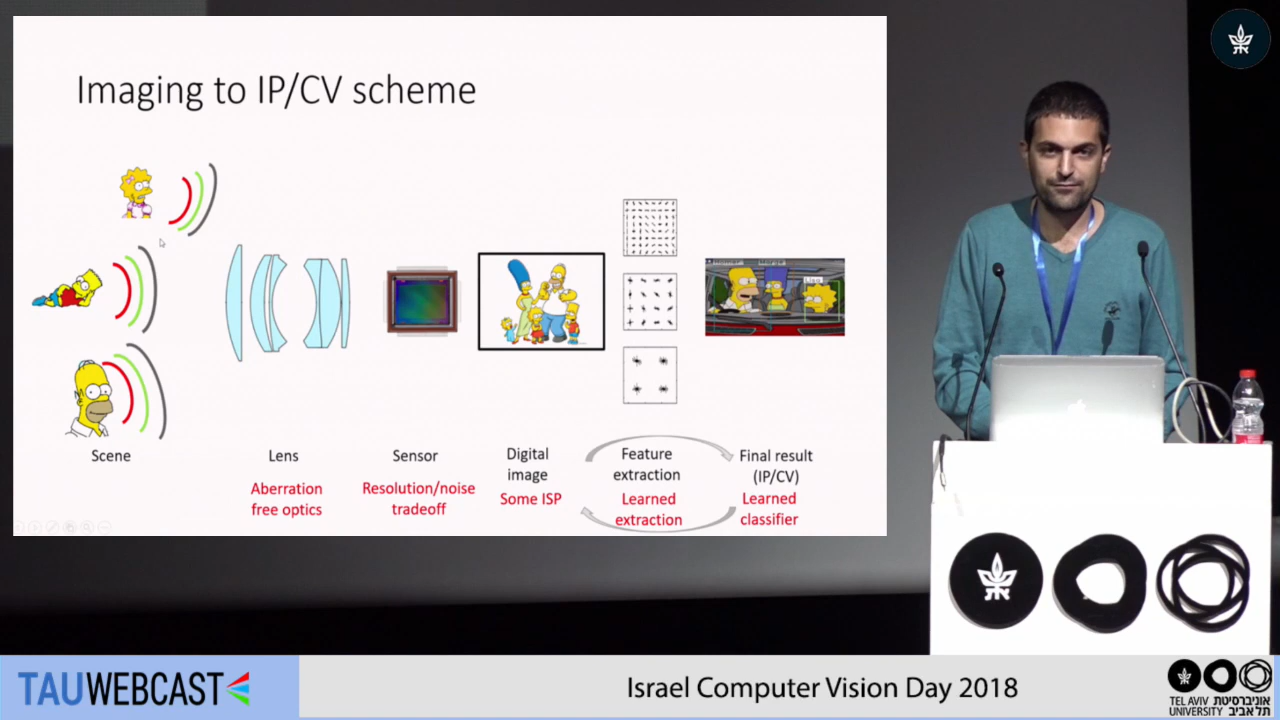 Imaging to IP/CV scheme
Scene
Lens
Sensor
Digital
image
Feature
extraction
Final result
(IP/CV)
Aberration
free optics
Resolution/noise
tradeoff
Some ISP
Learned
extraction
Learned
classifier
TAUWEBCAST
Israel Computer Vision Day 2018
TEL AVIV אוניברסיטת
UNIVERSITY תל אביב